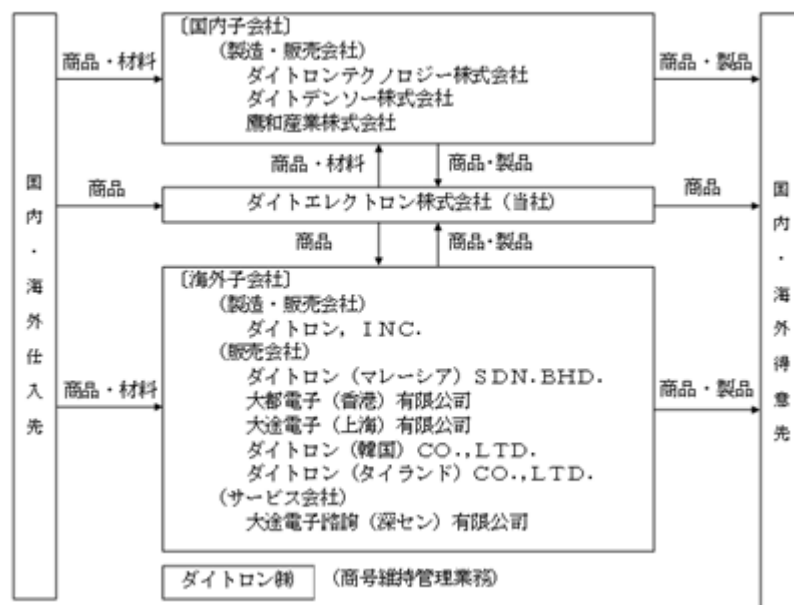 〔国内子会社〕
(製造・販売会社)
ダイトロンテクノロジー株式会社
ダイトデンソー株式会社
鷹和産業株式会社
商品・材料
商品・製品
商品・材料
商品・製品
国内・海外仕入先
商品
ダイトエレクトロン株式会社(当社)
商品
国内・海外得意先
商品
商品・製品
〔海外子会社〕
(製造・販売会社)
ダイトロン,INC.
(販売会社)
ダイトロン(マレーシア)SDN.BHD.
商品・材料
大都電子(香港)有限公司
商品・製品
大途電子(上海)有限公司
ダイトロン(韓国)CO.,LTD.
ダイトロン(タイランド)CO.,LTD.
(サービス会社)
大途電子諮詢(深セン)有限公司
ダイトロン㈱ (商号維持管理業務)